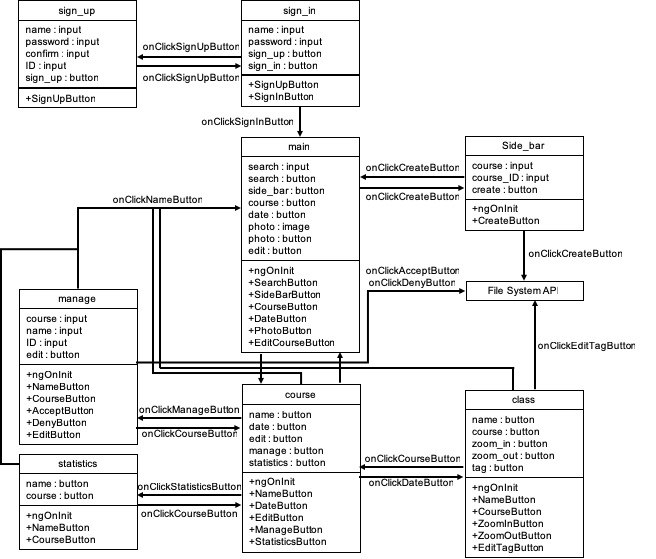 sign_up
name : input
password : input
confirm : input
ID : input
sign_up : button
+SignUpButton
onClickSignUpButton
onClickSignUpButton
sign_in
name : input
password : input
sign_up : button
sign_in : button
+SignUpButton
+SignInButton
onClickSignInButton
main
search : input
search : button
side_bar : button
course : button
date : button
photo : image
photo : button
edit : button
+ngOnInit
+SearchButton
+SideBarButton
+CourseButton
+DateButton
+PhotoButton
+EditCourseButton
onClickCreateButton
onClickCreateButton
Side_bar
course : input
course_ID : input
create : button
+ngOnInit
+CreateButton
onClickCreateButton
onClickNameButton
onClickAcceptButton
onClickDenyButton
File System API
onClickEditTagButton
manage
course : input
name : input
ID : input
edit : button
+ngOnInit
+NameButton
+CourseButton
+AcceptButton
+DenyButton
+EditButton
onClickManageButton
onClickCourseButton
course
name : button
date : button
edit : button
manage : button
statistics : button
+ngOnInit
+NameButton
+DateButton
+EditButton
+ManageButton
+StatisticsButton
onClickCourseButton
onClickDateButton
class
name : button
course : button
zoom_in : button
zoom_out : button
tag : button
+ngOnInit
+NameButton
+CourseButton
+ZoomInButton
+ZoomOutButton
+EditTagButton
statistics
name : button
course : button
+ngOnInit
+NameButton
+CourseButton
onClickStatisticsButton
onClickCourseButton